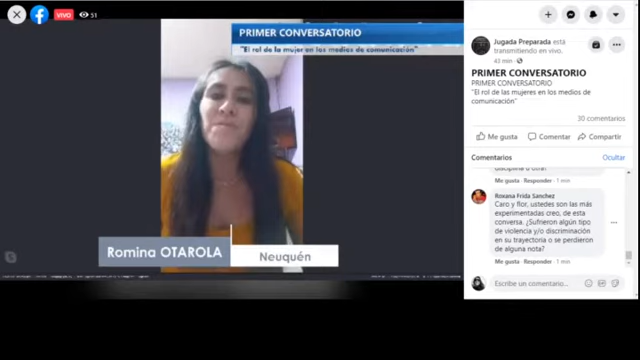 VIVO
51
PRIMER CONVERSATORIO
"El rol de la mujer en los medios de comunicación"
Romina OTAROLA
Neuquén
Jugada Preparada está
transmitiendo en vivo.
43 min
PRIMER CONVERSATORIO
PRIMER CONVERSATORIO
"El rol de las mujeres en los medios de
comunicación"
30 comentarios
Me gusta
Comentar
Compartir
Comentarios
Ocultar
Me gusta · Responder · 1 min
Roxana Frida Sanchez
Caro y flor, ustedes son las más
experimentadas creo, de esta
conversa. ¿Sufrieron algún tipo
de violencia y/o discriminación
en su trayectoria o se perdieron
de alguna nota?
Me gusta · Responder · 1 min
Escribe un comentario...